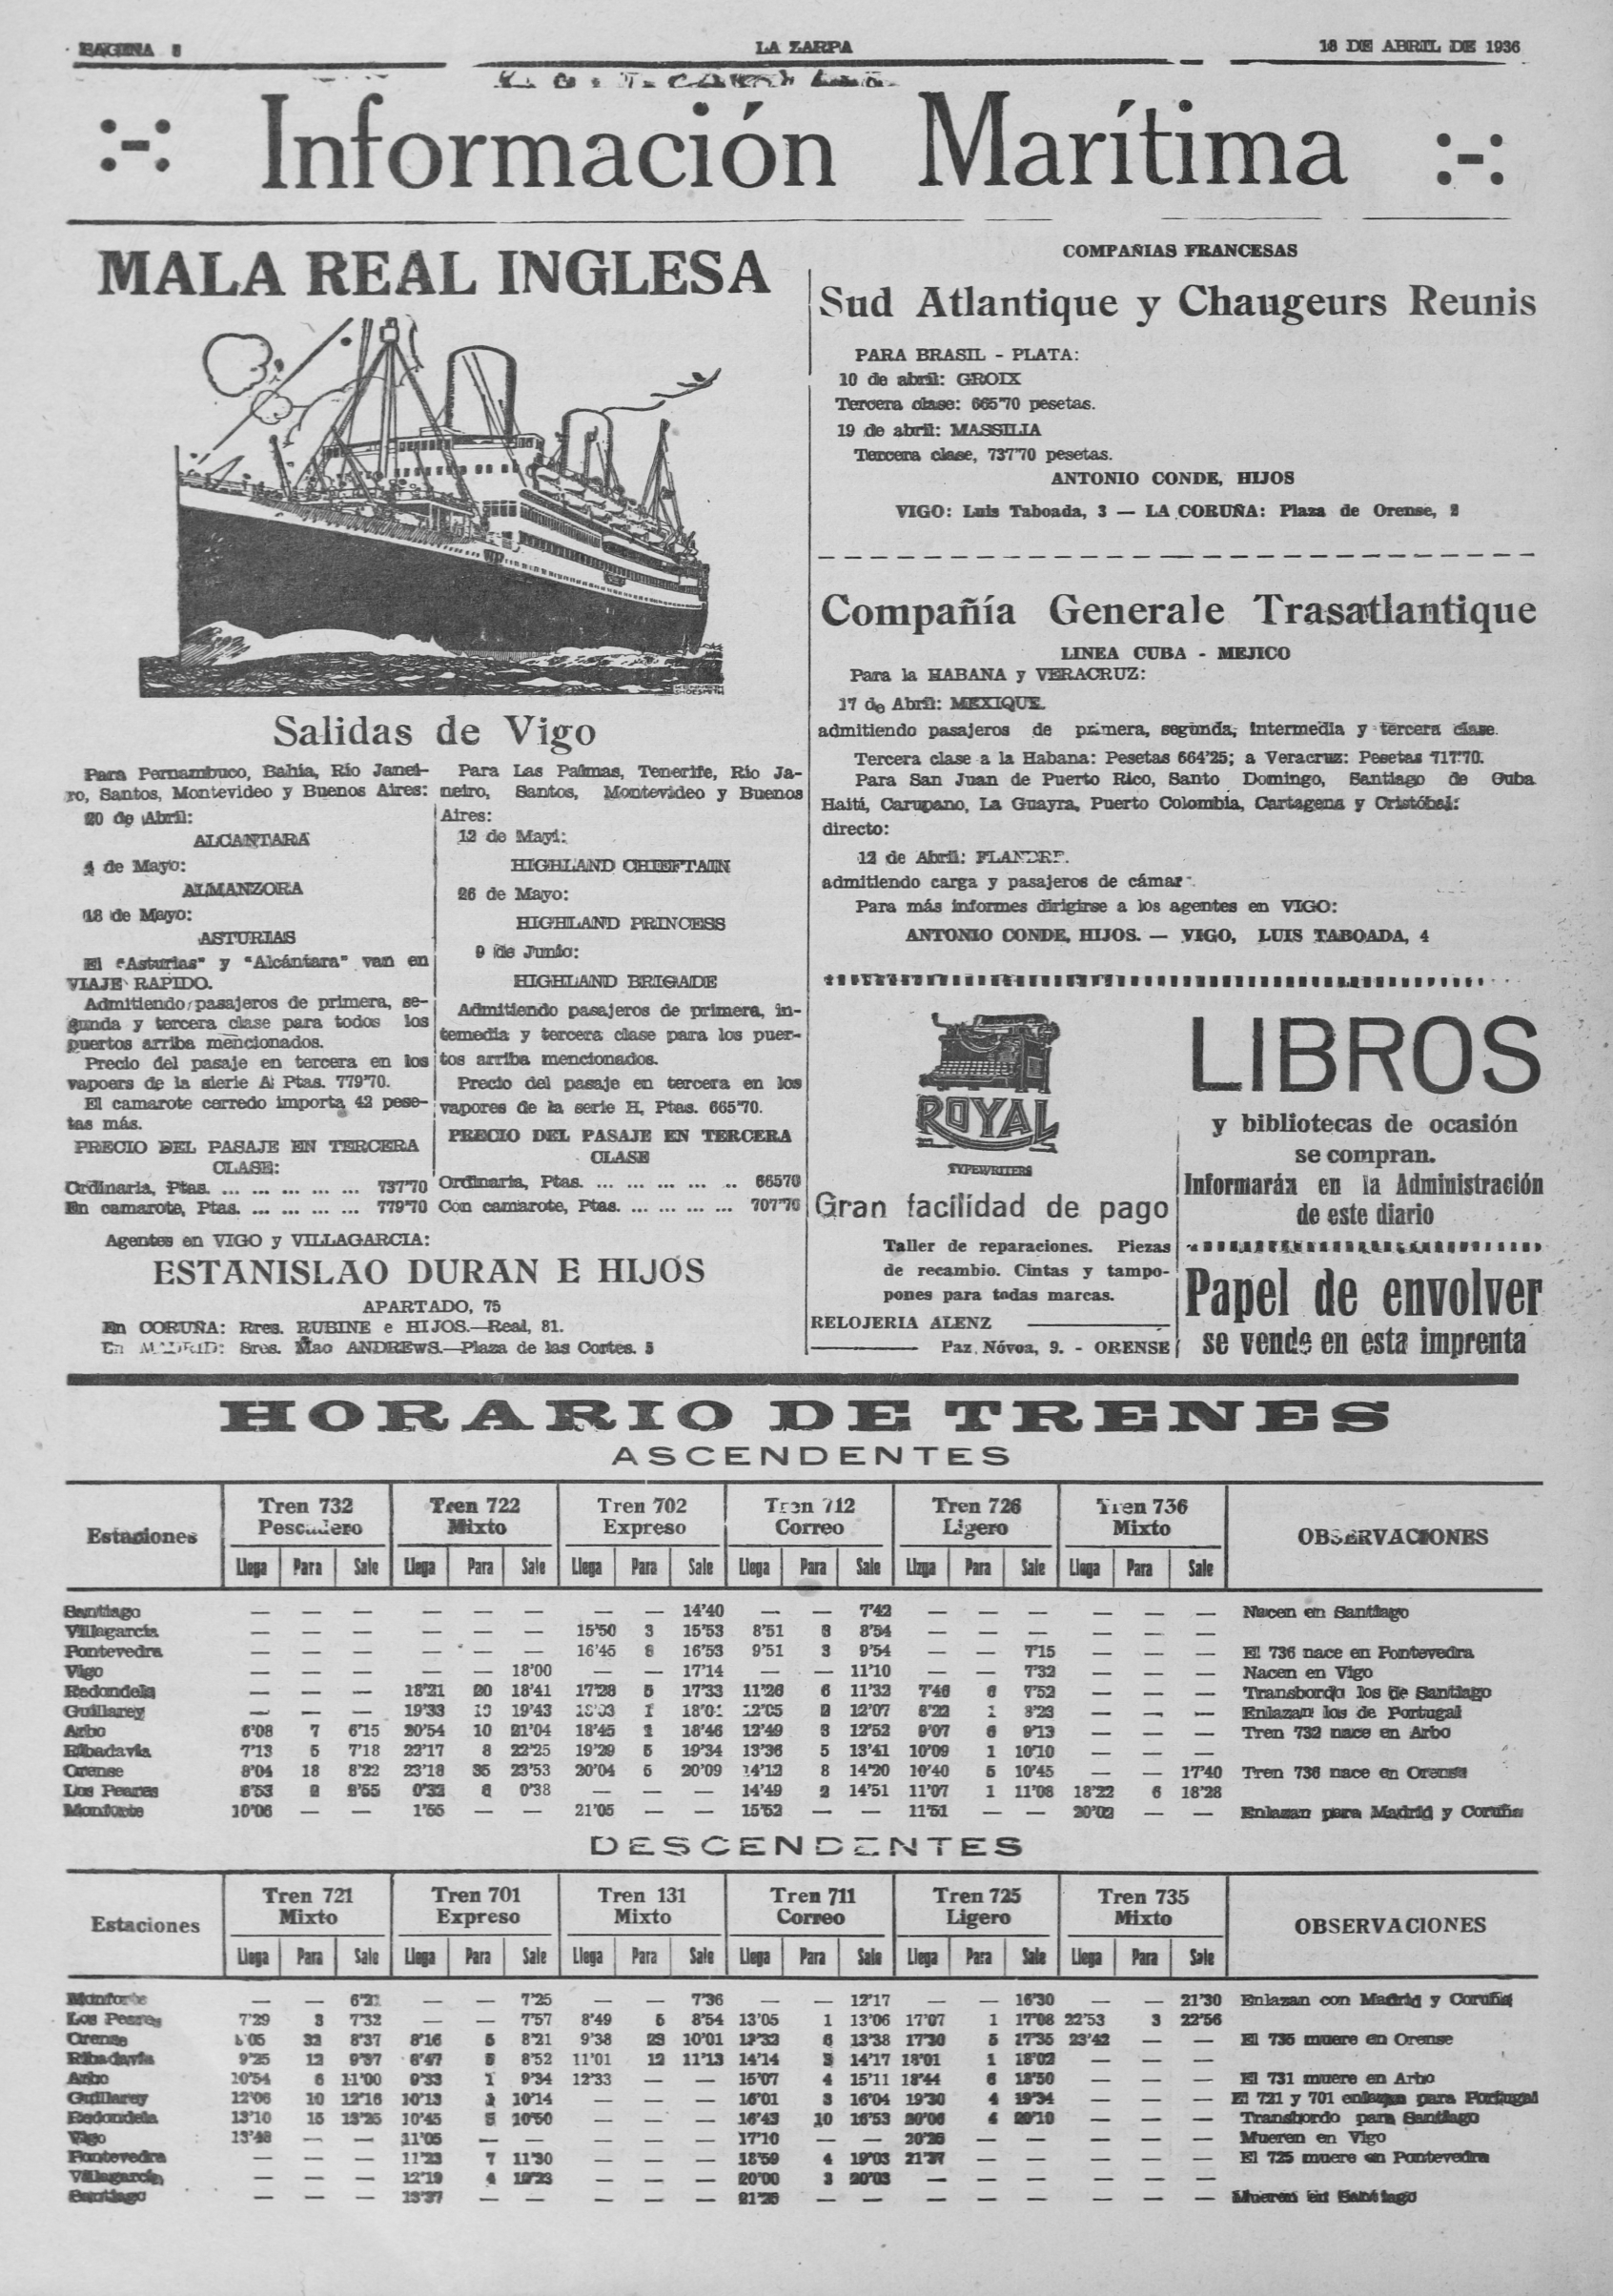 PAGINA 8
LA ZARPA
18 DE ABRIL DE 1936
:-: Información Marítima :-:
MALA REAL INGLESA
Salidas de Vigo
Para Pernambuco, Bahía, Río Janei-
ro, Santos, Montevideo y Buenos Aires:
20 de Abril:
ALCANTARA
4 de Mayo:
ALMANZORA
18 de Mayo:
ASTURIAS
El "Asturias" y "Alcántara" van en
VIAJE RAPIDO.
Admitiendo pasajeros de primera, se-
gunda y tercera clase para todos los
puertos arriba mencionados.
Precio del pasaje en tercera en los
vapoers de la sierie A: Ptas. 779'70.
El camarote cerredo importa 42 pese-
tas más.
PRECIO DEL PASAJE EN TERCERA
CLASE:
Ordinaria, Ptas. ... ... ... ... ... 737'70
En camarote, Ptas. ... ... ... ... 779'70
Para Las Palmas, Tenerife, Río Ja-
neiro, Santos, Montevideo y Buenos
Aires:
12 de Mayi:
HIGHLAND CHIEFTAIN
26 de Mayo:
HIGHLAND PRINCESS
9 de Junio:
HIGHLAND BRIGADE
Admitiendo pasajeros de primera, in-
temedia y tercera clase para los puer-
tos arriba mencionados.
Precio del pasaje en tercera en los
vapores de la serie H, Ptas. 665'70.
PRECIO DEL PASAJE EN TERCERA
CLASE
Ordinaria, Ptas. ... ... ... ... .. 66570
Con camarote, Ptas. ... ... ... ... 707'70
Agentes en VIGO y VILLAGARCIA:
ESTANISLAO DURAN E HIJOS
APARTADO, 75
En CORUÑA: Rres. RUBINE e HIJOS.—Real, 81.
En MADRID: Sres. Mac ANDREWS.—Plaza de las Cortes. 5
COMPAÑIAS FRANCESAS
Sud Atlantique y Chaugeurs Reunis
PARA BRASIL - PLATA:
10 de abril: GROIX
Tercera clase: 665'70 pesetas.
19 de abril: MASSILIA
Tercera clase, 737'70 pesetas.
ANTONIO CONDE, HIJOS
VIGO: Luis Taboada, 3 — LA CORUÑA: Plaza de Orense, 2
Compañía Generale Trasatlantique
LINEA CUBA - MEJICO
Para la HABANA y VERACRUZ:
17 de Abril: MEXIQUE.
admitiendo pasajeros de primera, segunda, intermedia y tercera clase.
Tercera clase a la Habana: Pesetas 664'25; a Veracruz: Pesetas 717'70.
Para San Juan de Puerto Rico, Santo Domingo, Santiago de Cuba
Haití, Carupano, La Guayra, Puerto Colombia, Cartagena y Cristóbal:
directo:
12 de Abril: FLANDRE.
admitiendo carga y pasajeros de cámar
Para más informes dirigirse a los agentes en VIGO:
ANTONIO CONDE, HIJOS. — VIGO, LUIS TABOADA, 4
ROYAL
TYPEWRITERS
Gran facilidad de pago
Taller de reparaciones. Piezas
de recambio. Cintas y tampo-
pones para todas marcas.
RELOJERIA ALENZ
Paz Nóvoa, 9. - ORENSE
LIBROS
y bibliotecas de ocasión
se compran.
Informarán en la Administración
de este diario
Papel de envolver
se vende en esta imprenta
HORARIO DE TRENES
ASCENDENTES
Estaciones Tren 732 Pescadero Tren 722 Mixto Tren 702 Expreso Tren 712 Correo Tren 726 Ligero Tren 736 Mixto OBSERVACIONES
Llega Para Sale Llega Para Sale Llega Para Sale Llega Para Sale Llzga Para Sale Llega Para Sale
Santiago — — — — — — — — 14'40 — — 7'42 — — — — — — Nacen en Santiago
Villagarcía — — — — — — 15'50 3 15'53 8'51 3 8'54 — — — — — —
Pontevedra — — — — — — 16'45 8 16'53 9'51 3 9'54 — — 7'15 — — — El 736 nace en Pontevedra
Vigo — — — — — 18'00 — — 17'14 — — 11'10 — — 7'32 — — — Nacen en Vigo
Redondela — — — 18'21 20 18'41 17'28 5 17'33 11'26 6 11'32 7'46 6 7'52 — — — Transbordo los de Santiago
Guillarey — — — 19'33 10 19'43 1 18'01 12'05 2 12'07 8'22 1 8'23 — — — Enlazan los de Portugal
Arbo 6'08 7 6'15 20'54 10 21'04 18'45 1 18'46 12'49 3 12'52 9'07 6 9'13 — — — Tren 732 nace en Arbo
Ribadavia 7'13 5 7'18 22'17 8 22'25 19'29 5 19'34 13'36 5 13'41 10'09 1 10'10 — — —
Orense 8'04 18 8'22 23'18 35 23'53 20'04 5 20'09 14'12 8 14'20 10'40 5 10'45 — — 17'40 Tren 736 nace en Orense
Los Peares 8'53 2 8'55 0'32 6 0'38 — — — 14'49 2 14'51 11'07 1 11'08 18'22 6 18'28
Monforte 10'06 — — 1'55 — — 21'05 — — 15'52 — — 11'51 — — 20'02 — — Enlazan para Madrid y Coruña
DESCENDENTES
Estaciones Tren 721 Mixto Tren 701 Expreso Tren 131 Mixto Tren 711 Correo Tren 725 Ligero Tren 735 Mixto OBSERVACIONES
Llega Para Sale Llega Para Sale Llega Para Sale Llega Para Sale Llega Para Sale Llega Para Sale
Monforte — — 6'21 — — 7'25 — — 7'36 — — 12'17 — — 16'30 — — 21'30 Enlazan con Madrid y Coruña
Los Peares 7'29 3 7'32 — — 7'57 8'49 5 8'54 13'05 1 13'06 17'07 1 17'08 22'53 3 22'56
Orense 32 8'37 8'16 5 8'21 9'38 23 10'01 13'32 6 13'38 17'30 5 17'35 23'42 — — El 735 muere en Orense
Ribadavia 9'25 12 9'37 8'47 5 8'52 11'01 12 11'13 14'14 3 14'17 18'01 1 18'02 — — —
Arbo 10'54 6 11'00 9'33 1 9'34 12'33 — — 15'07 4 15'11 18'44 6 18'50 — — — El 731 muere en Arbo
Guillarey 12'06 10 12'16 10'13 1 10'14 — — — 16'01 3 16'04 19'30 4 19'34 — — — El 721 y 701 enlazan para Portugal
Redondela 13'10 15 13'25 10'45 5 10'50 — — — 16'43 10 16'53 20'06 4 20'10 — — — Transbordo para Santiago
Vigo 13'48 — — 11'05 — — — — — 17'10 — — 20'26 — — — — — Mueren en Vigo
Pontevedra — — — 11'23 7 11'30 — — — 18'59 4 19'03 21'37 — — — El 725 muere en Pontevedra
Villagarcía — — — 12'19 4 12'23 — — — 20'00 3 20'03 — — — — — —
Santiago — — — 13'37 — — — — — 21'26 — — — — — — — — Mueren en Santiago